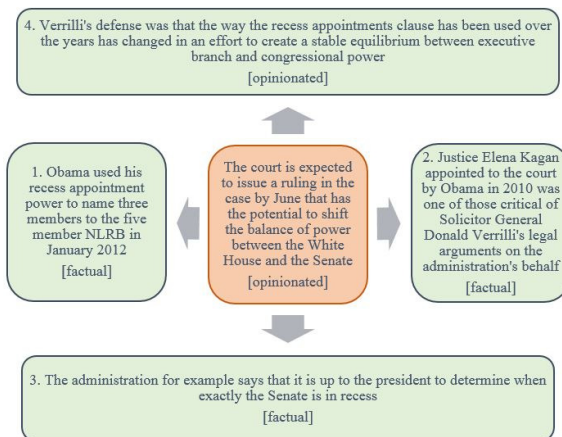 4. Verrilli's defense was that the way the recess appointments clause has been used over
the years has changed in an effort to create a stable equilibrium between executive
branch and congressional power
[opinionated]
1. Obama used his
recess appointment
power to name three
members to the five
member NLRB in
January 2012
[factual]
The court is expected
to issue a ruling in the
case by June that has
the potential to shift
the balance of power
between the White
House and the Senate
[opinionated]
2. Justice Elena Kagan
appointed to the court
by Obama in 2010 was
one of those critical of
Solicitor General
Donald Verrilli's legal
arguments on the
administration's behalf
[factual]
3. The administration for example says that it is up to the president to determine when
exactly the Senate is in recess
[factual]